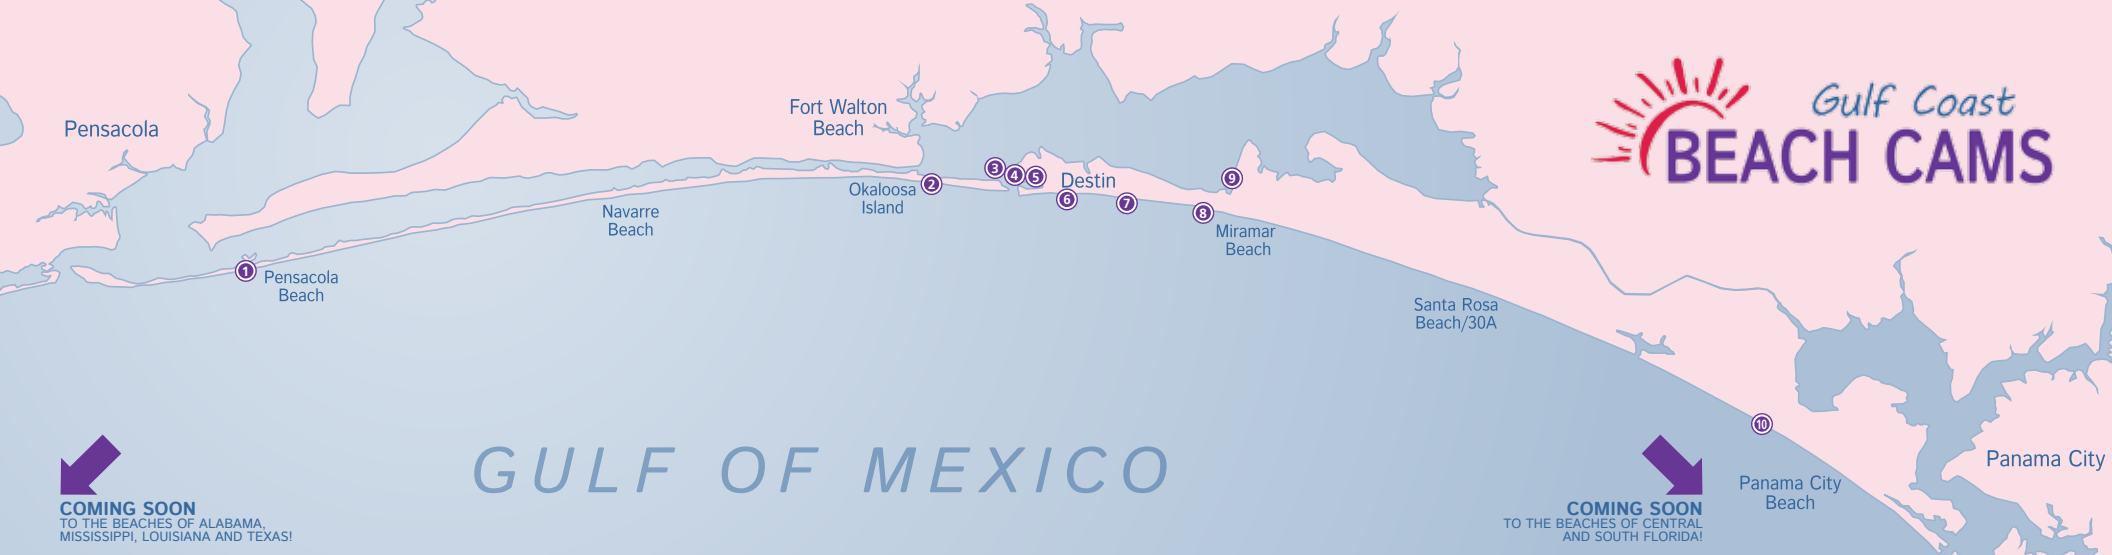 Gulf Coast
BEACH CAMS
Pensacola
Fort Walton
Beach
3
4
5
Destin
9
2
Okaloosa
Island
6
7
8
Navarre
Beach
Miramar
Beach
1
Pensacola
Beach
Santa Rosa
Beach/30A
10
Panama City
Panama City
Beach
GULF OF MEXICO
COMING SOON
TO THE BEACHES OF ALABAMA,
MISSISSIPPI, LOUISIANA AND TEXAS!
COMING SOON
TO THE BEACHES OF CENTRAL
AND SOUTH FLORIDA!